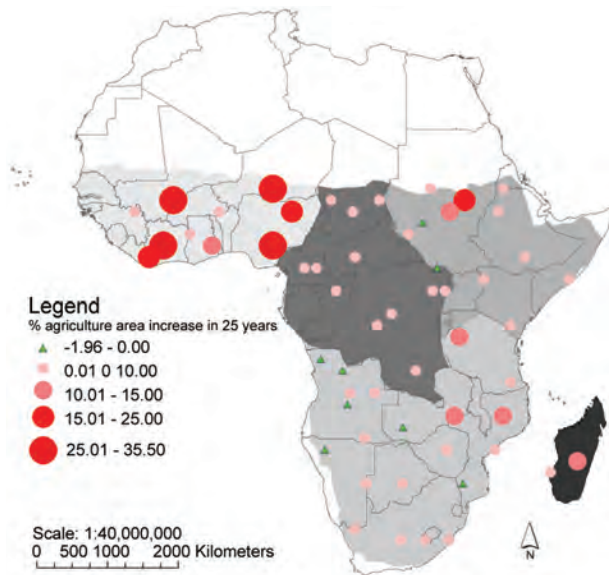 Legend
% agriculture area increase in 25 years
-1.96 - 0.00
0.01 0 10.00
10.01 - 15.00
15.01 - 25.00
25.01 - 35.50
Scale: 1:40,000,000
0 500 1000 2000 Kilometers
N